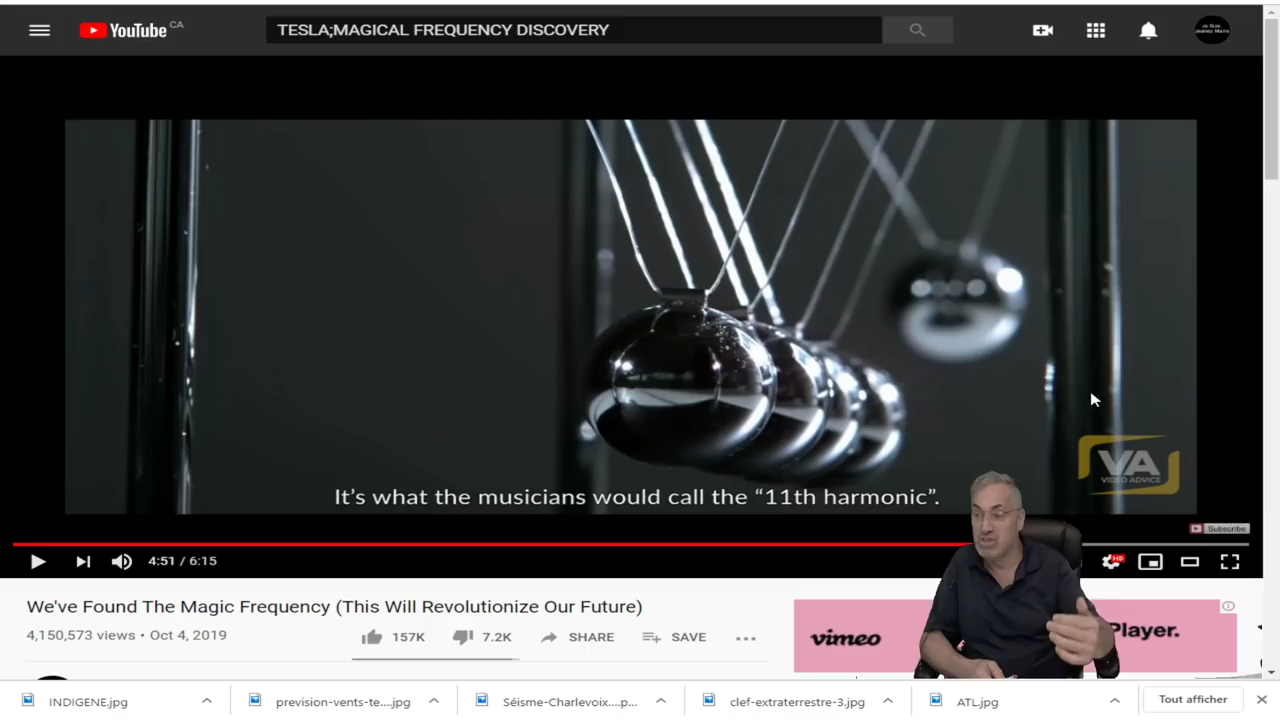 YouTube CA
TESLA;MAGICAL FREQUENCY DISCOVERY
Je Suis
VA
VIDEO ADVICE
It's what the musicians would call the “11th harmonic”.
Subscribe
4:51 / 6:15
HD
We've Found The Magic Frequency (This Will Revolutionize Our Future)
4,150,573 views • Oct 4, 2019
157K
7.2K
SHARE
SAVE
vimeo
Player.
INDIGENE.jpg
prevision-vents-te....jpg
Séisme-Charlevoix....p...
clef-extraterrestre-3.jpg
ATL.jpg
Tout afficher